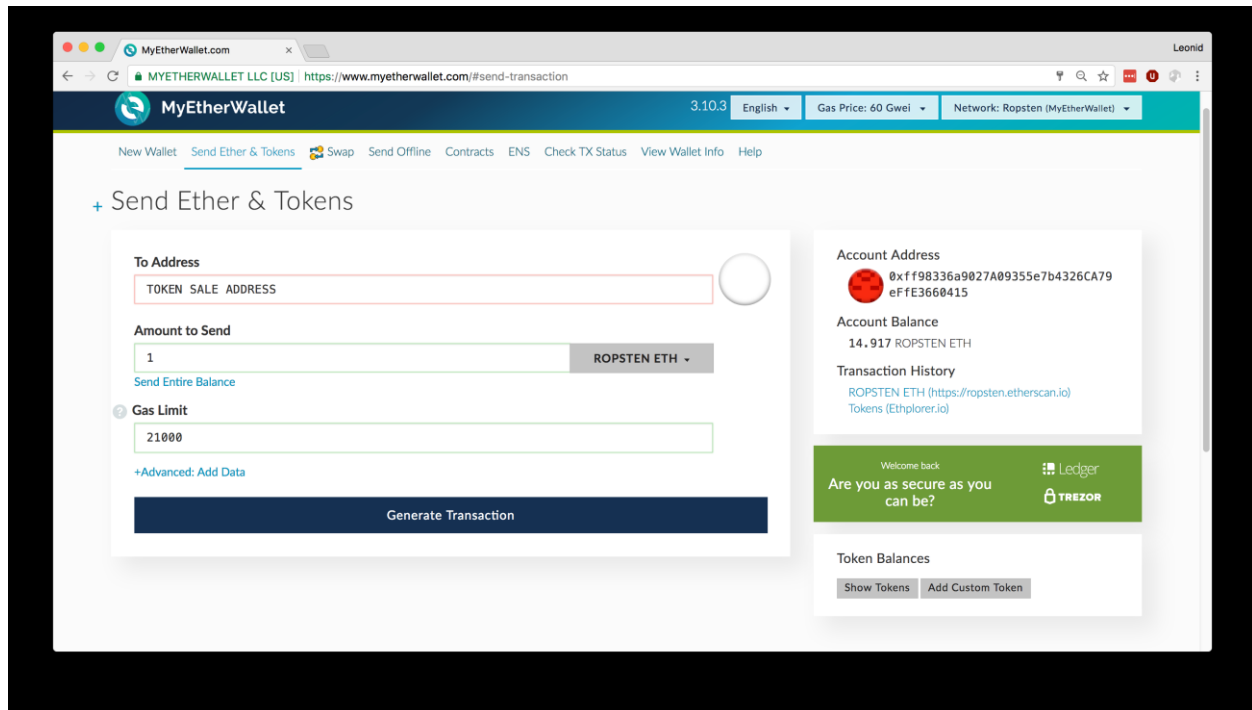 MyEtherWallet.com
Leonid
MYETHERWALLET LLC [US] https://www.myetherwallet.com/#send-transaction
MyEtherWallet
3.10.3 English Gas Price: 60 Gwei Network: Ropsten (MyEtherWallet)
New Wallet Send Ether & Tokens Swap Send Offline Contracts ENS Check TX Status View Wallet Info Help
+ Send Ether & Tokens
To Address
TOKEN SALE ADDRESS
Amount to Send
1 ROPSTEN ETH
Send Entire Balance
? Gas Limit
21000
+Advanced: Add Data
Generate Transaction
Account Address
0xff98336a9027A09355e7b4326CA79
eFfE3660415
Account Balance
14.917 ROPSTEN ETH
Transaction History
ROPSTEN ETH (https://ropsten.etherscan.io)
Tokens (Ethplorer.io)
Welcome back
Are you as secure as you
can be?
Ledger
TREZOR
Token Balances
Show Tokens Add Custom Token